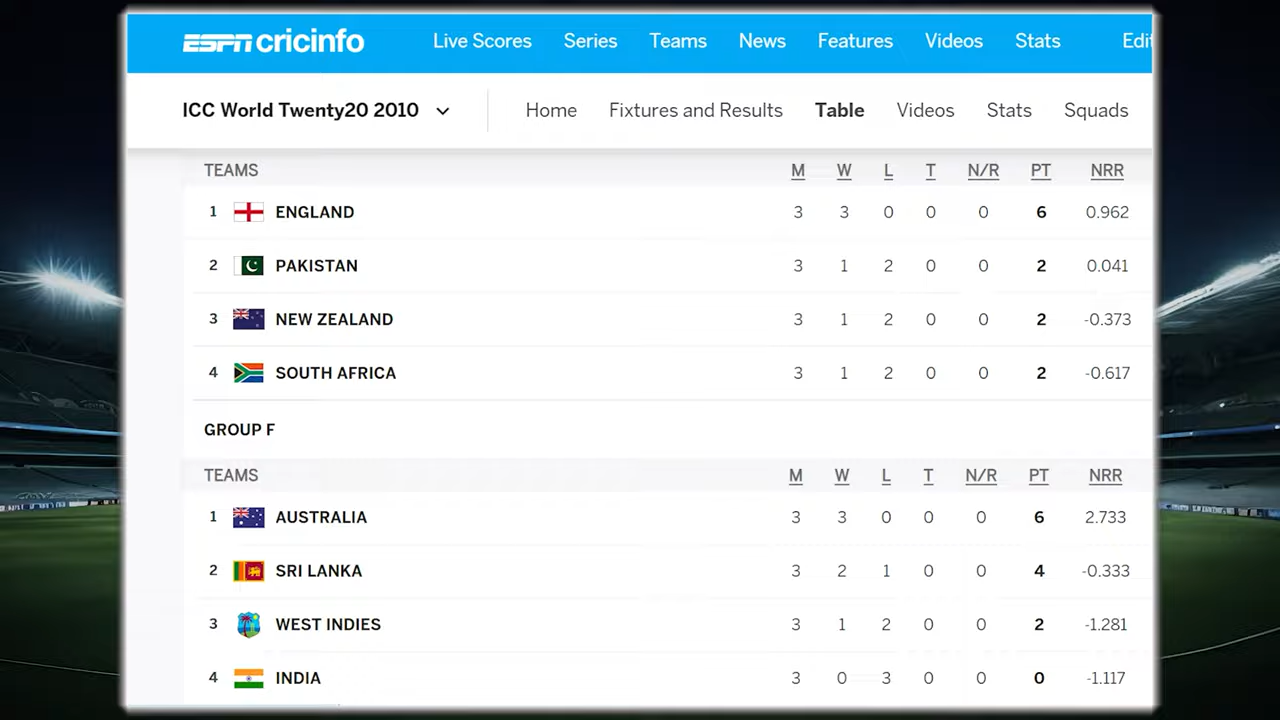 ESPN cricinfo Live Scores Series Teams News Features Videos Stats Edit
ICC World Twenty20 2010 Home Fixtures and Results Table Videos Stats Squads
TEAMS M W L T N/R PT NRR
1 ENGLAND 3 3 0 0 0 6 0.962
2 PAKISTAN 3 1 2 0 0 2 0.041
3 NEW ZEALAND 3 1 2 0 0 2 -0.373
4 SOUTH AFRICA 3 1 2 0 0 2 -0.617
GROUP F
TEAMS M W L T N/R PT NRR
1 AUSTRALIA 3 3 0 0 0 6 2.733
2 SRI LANKA 3 2 1 0 0 4 -0.333
3 WEST INDIES 3 1 2 0 0 2 -1.281
4 INDIA 3 0 3 0 0 0 -1.117